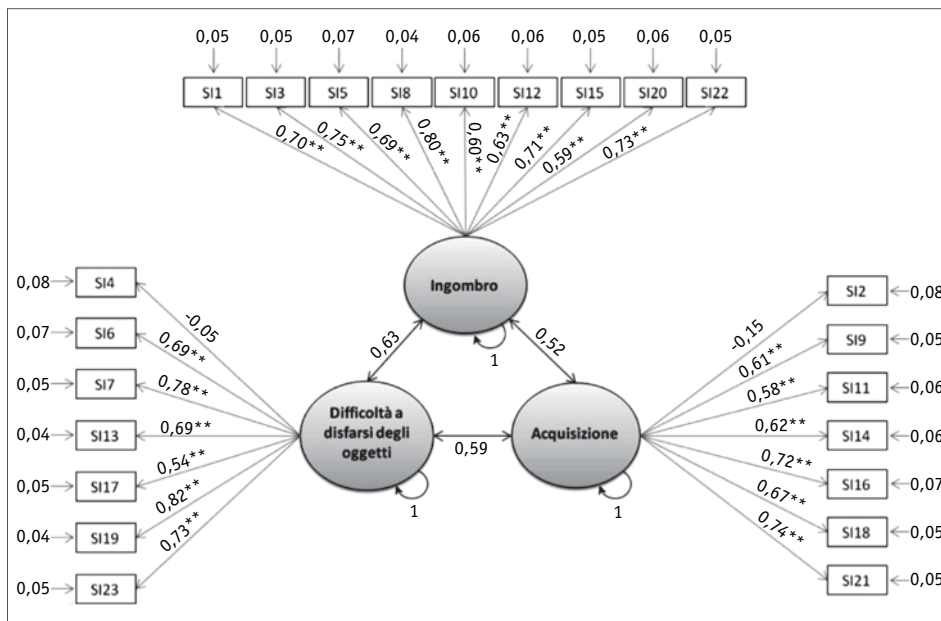 0,05 0,05 0,07 0,04 0,06 0,06 0,05 0,06 0,05
SI1 SI3 SI5 SI8 SI10 SI12 SI15 SI20 SI22
0,70** 0,75** 0,69** 0,80** 0,60** 0,63** 0,71** 0,59** 0,73**
Ingombro
1
0,63
0,52
0,08 SI4 -0,05
0,07 SI6 0,69**
0,05 SI7 0,78**
0,04 SI13 0,69**
0,05 SI17 0,54**
0,04 SI19 0,82**
0,05 SI23 0,73**
Difficoltà a
disfarsi degli
oggetti
1
0,59
Acquisizione
1
-0,15 SI2 0,08
0,61** SI9 0,05
0,58** SI11 0,06
0,62** SI14 0,06
0,72** SI16 0,07
0,67** SI18 0,05
0,74** SI21 0,05